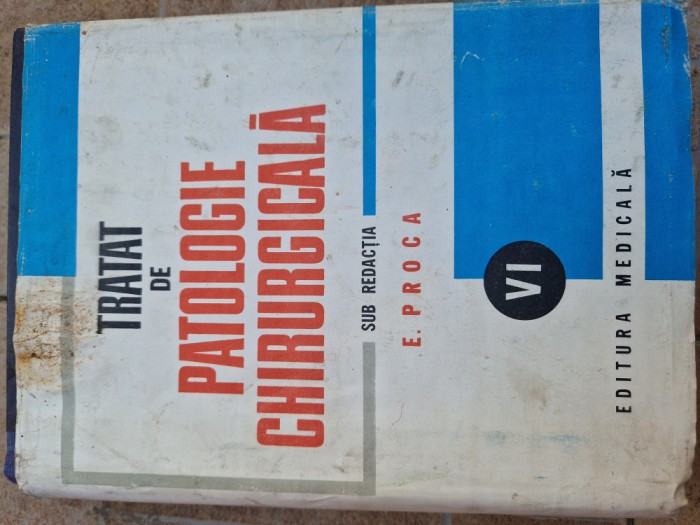 TRATAT
DE
PATOLOGIE
CHIRURGICALĂ
SUB REDACȚIA
E. PROCA
VI
EDITURA MEDICALĂ